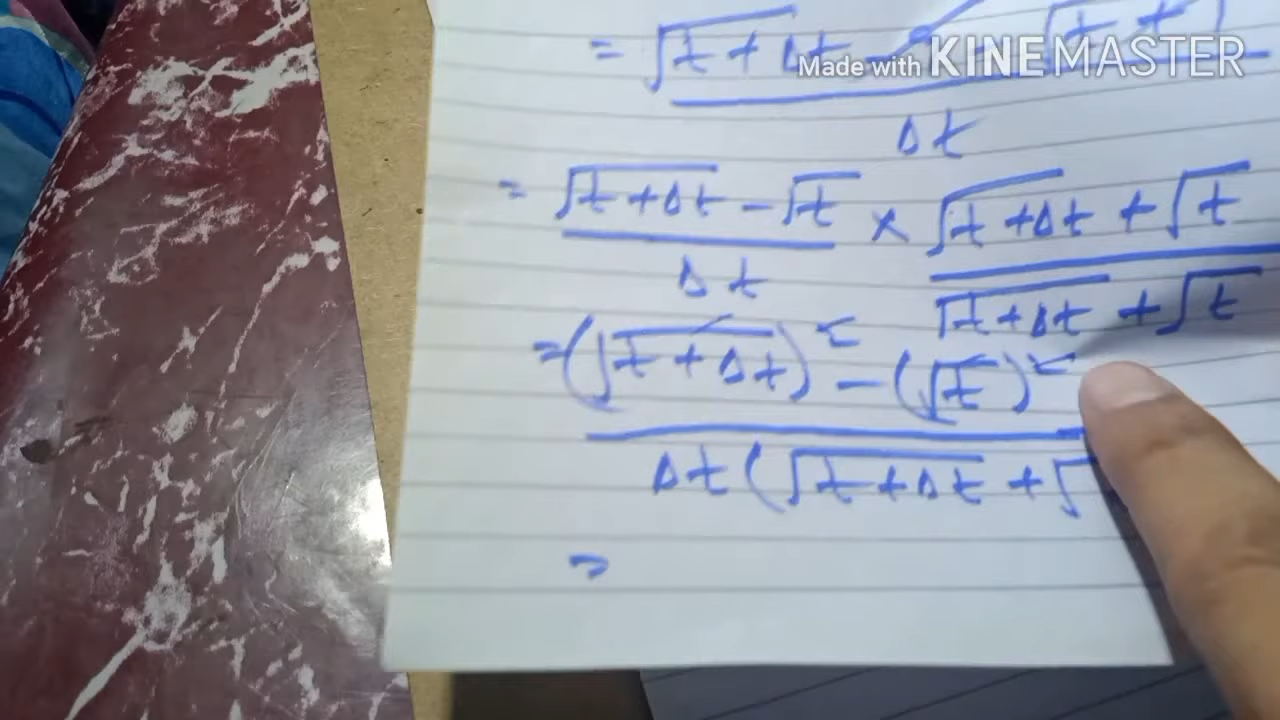 = √(t + Δt) - √t
Made with KINEMASTER
Δt
= √(t + Δt) - √t × √(t + Δt) + √t
Δt √(t + Δt) + √t
= (√(t + Δt))² - (√t)²
Δt (√(t + Δt) + √
=